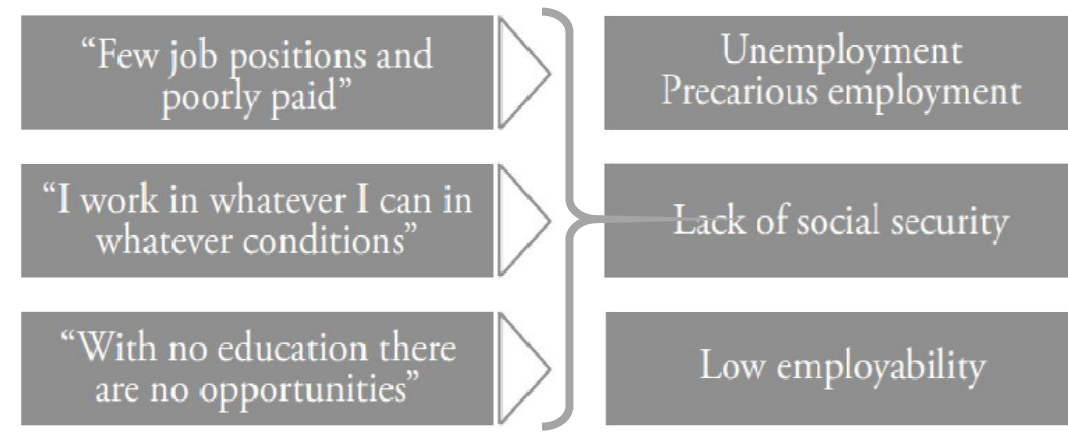 “Few job positions and
poorly paid”
Unemployment
Precarious employment
“I work in whatever I can in
whatever conditions”
Lack of social security
“With no education there
are no opportunities”
Low employability